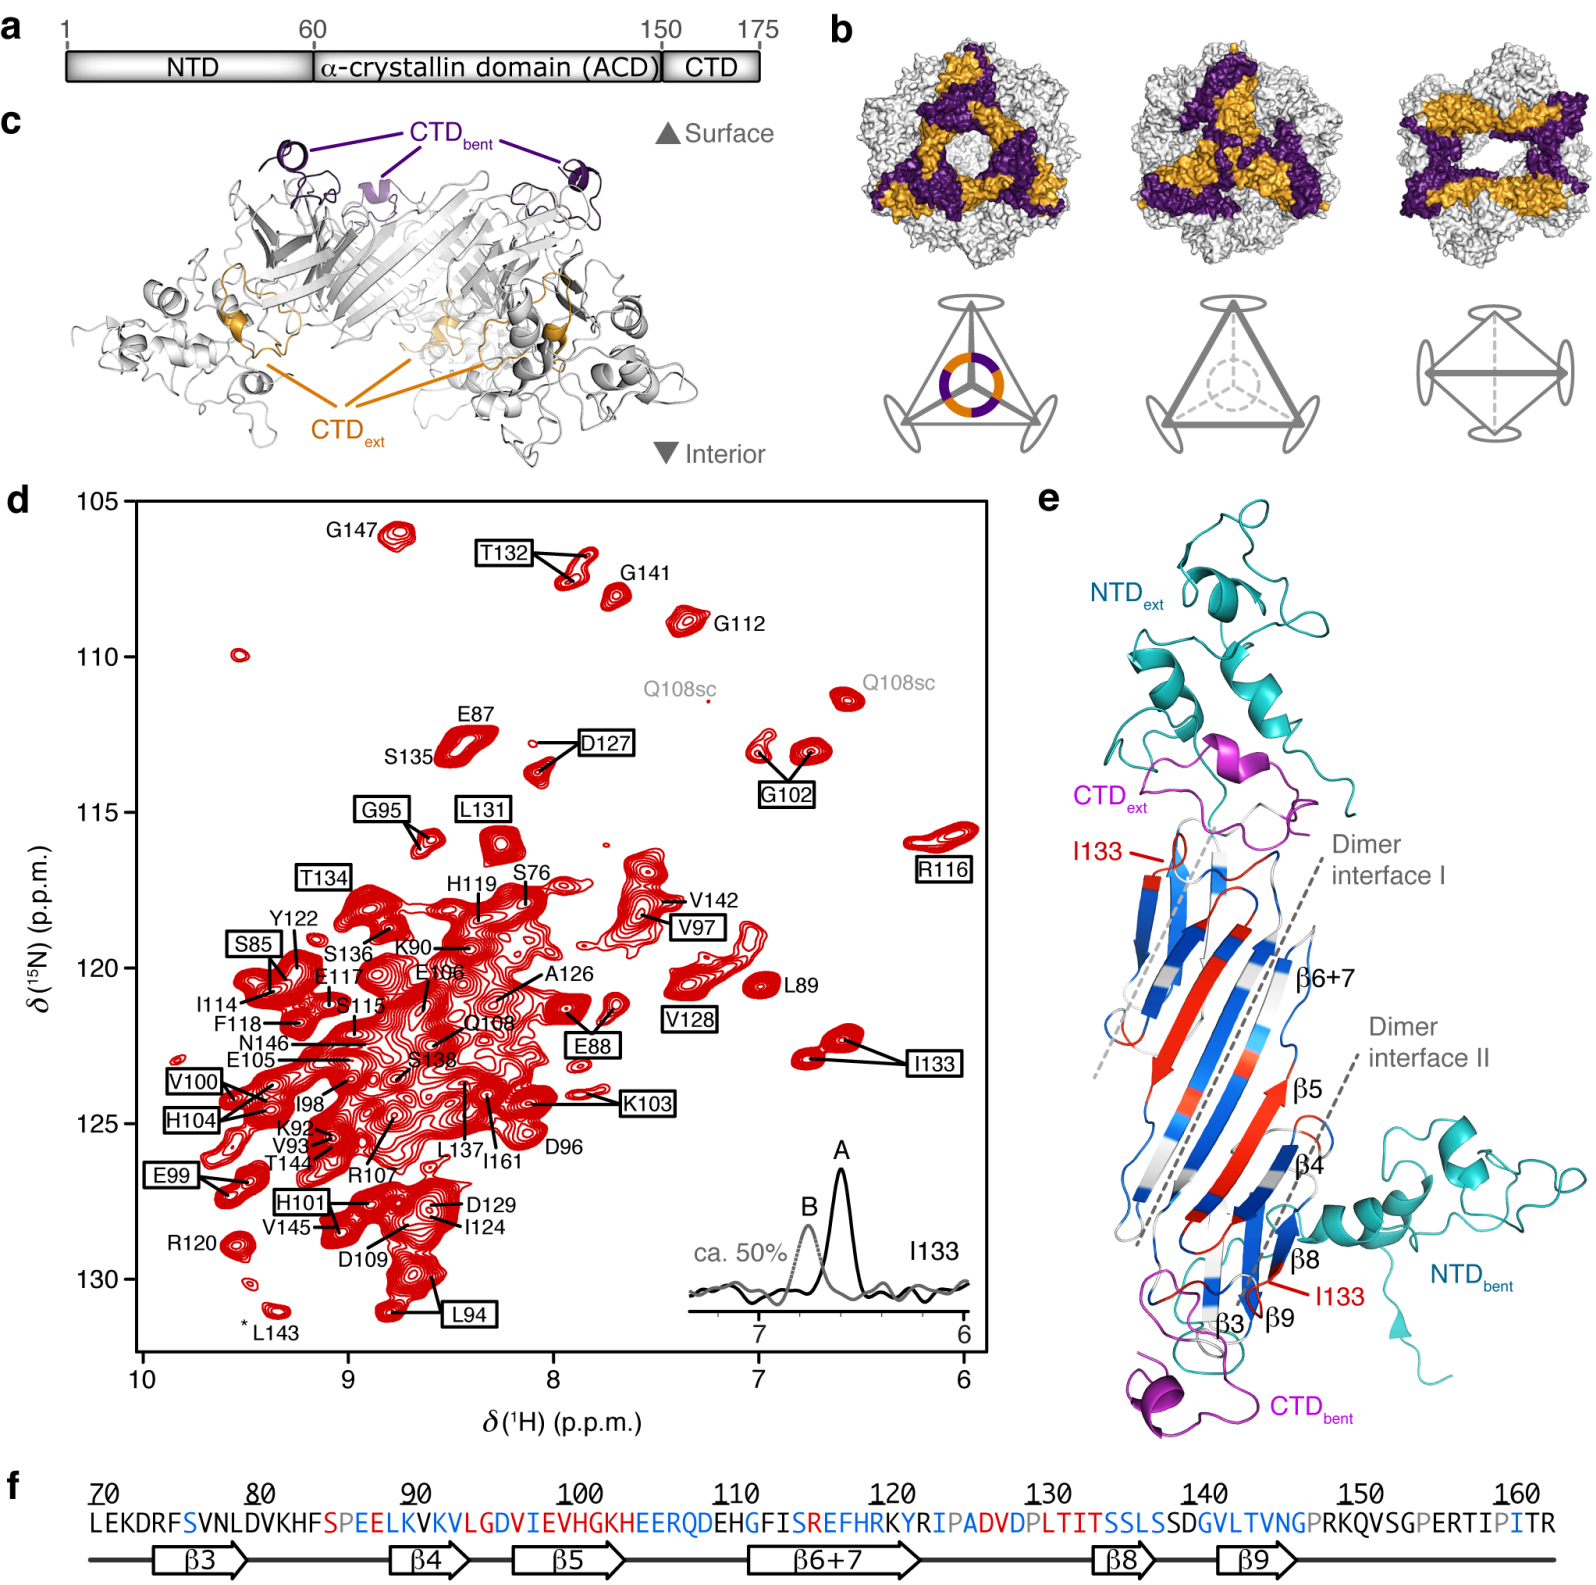 a
1 60 150 175
NTD α-crystallin domain (ACD) CTD
b
c
CTDbent
▲ Surface
CTDext
▼ Interior
d
105
110
115
120
125
130
δ(¹⁵N) (p.p.m.)
10 9 8 7 6
δ(¹H) (p.p.m.)
G147
T132
G141
G112
Q108sc
Q108sc
E87
S135
D127
G102
G95
L131
R116
T134
H119
S76
V142
V97
Y122
S85
S136
K90
E117
E106
A126
L89
I114
S115
V128
F118
Q108
N146
E88
E105
S138
I133
V100
I98
K103
H104
K92
V93
T144
L137
I161
D96
R107
E99
H101
D129
V145
I124
R120
D109
L94
* L143
A
B
ca. 50%
I133
7 6
e
NTDext
CTDext
I133
Dimer
interface I
β6+7
Dimer
interface II
β5
β4
β8
NTDbent
I133
β3
β9
CTDbent
f
70 80 90 100 110 120 130 140 150 160
LEKDRFSVNLDVKHFSPEELKVKVLGDVIEVHGKHEERQDEHGFISREFHRKYRIPADVDPLTITSSLSSDGVLTVNGPRKQVSGPERTIPITR
β3 β4 β5 β6+7 β8 β9